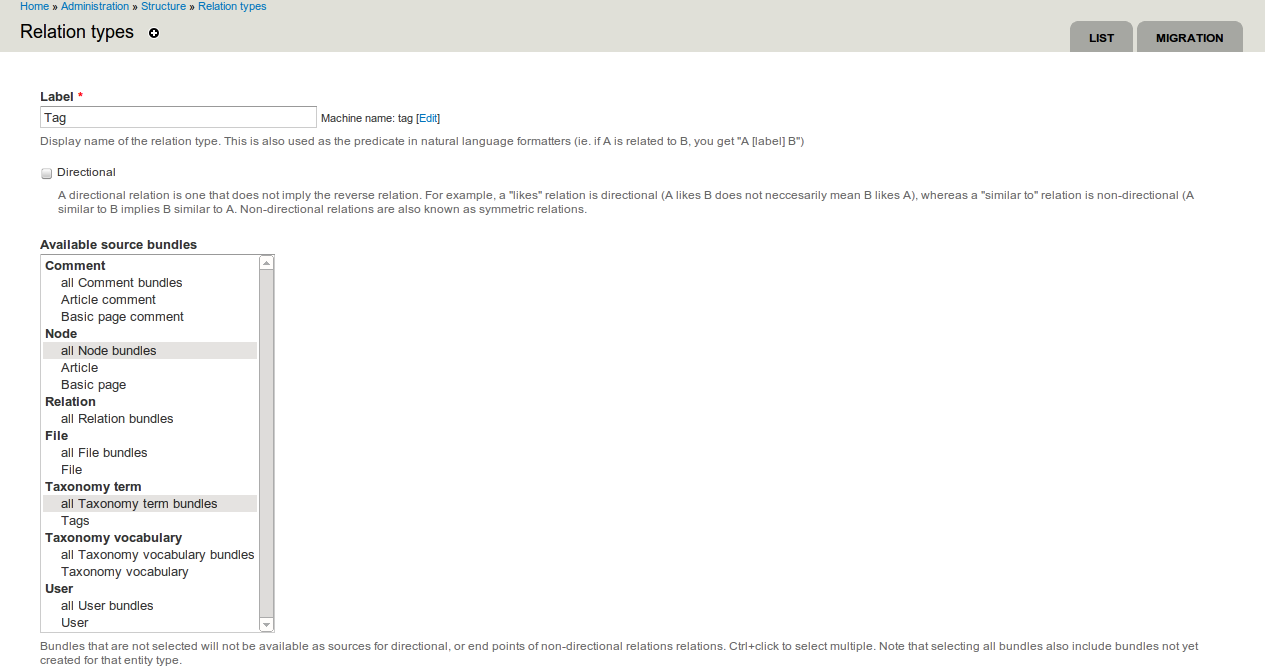 Home » Administration » Structure » Relation types
Relation types
LIST
MIGRATION
Label *
Tag
Machine name: tag [Edit]
Display name of the relation type. This is also used as the predicate in natural language formatters (ie. if A is related to B, you get "A [label] B")
Directional
A directional relation is one that does not imply the reverse relation. For example, a "likes" relation is directional (A likes B does not neccesarily mean B likes A), whereas a "similar to" relation is non-directional (A
similar to B implies B similar to A. Non-directional relations are also known as symmetric relations.
Available source bundles
Comment
all Comment bundles
Article comment
Basic page comment
Node
all Node bundles
Article
Basic page
Relation
all Relation bundles
File
all File bundles
File
Taxonomy term
all Taxonomy term bundles
Tags
Taxonomy vocabulary
all Taxonomy vocabulary bundles
Taxonomy vocabulary
User
all User bundles
User
Bundles that are not selected will not be available as sources for directional, or end points of non-directional relations relations. Ctrl+click to select multiple. Note that selecting all bundles also include bundles not yet
created for that entity type.